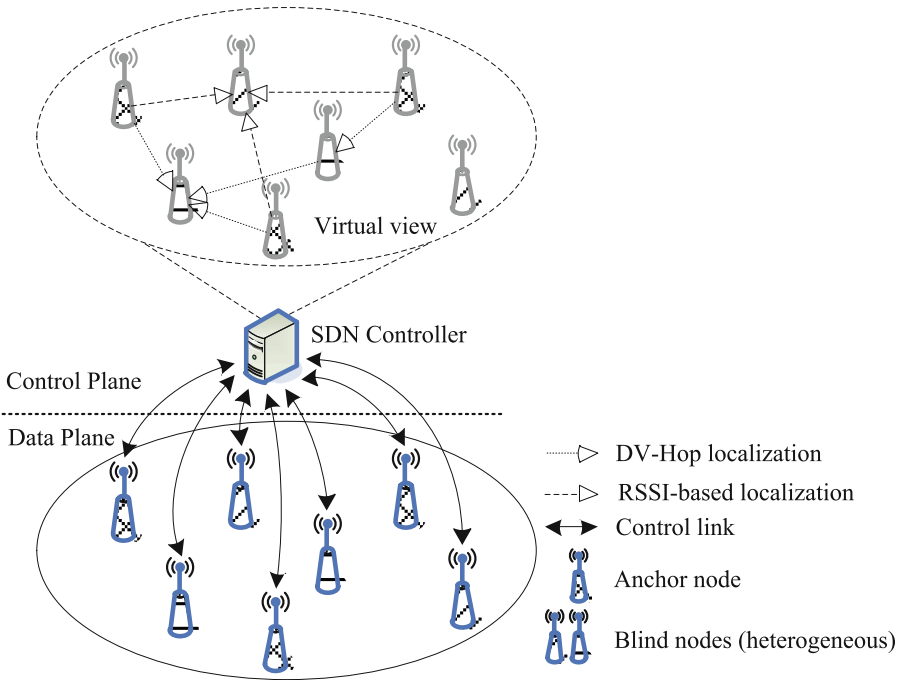 Virtual view
SDN Controller
Control Plane
Data Plane
DV-Hop localization
RSSI-based localization
Control link
Anchor node
Blind nodes (heterogeneous)